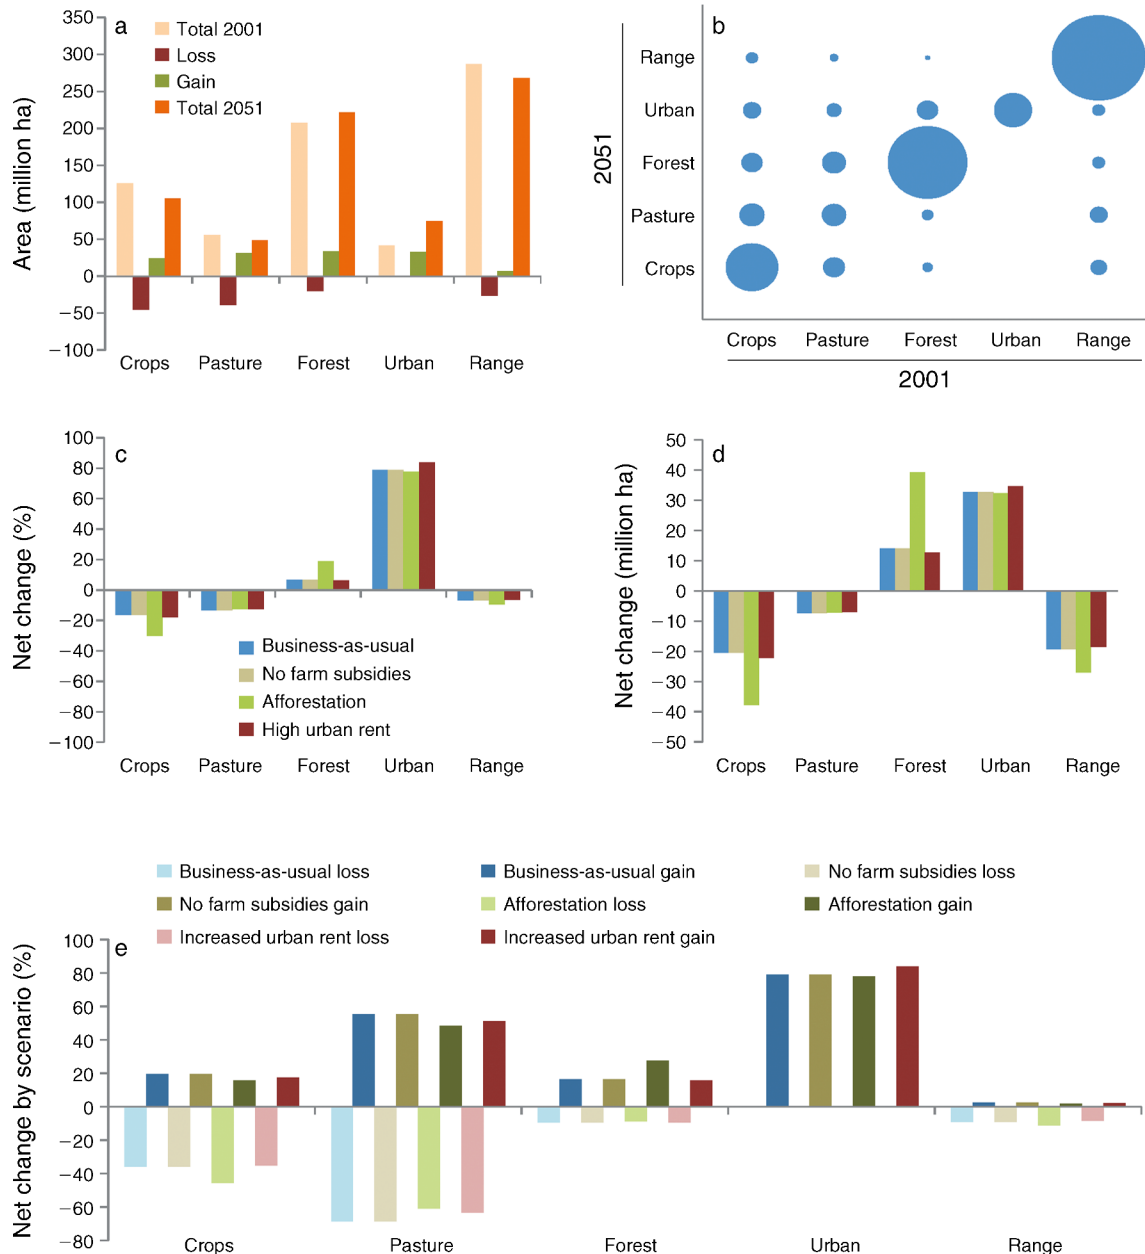 a
Total 2001
Loss
Gain
Total 2051
Area (million ha)
350
300
250
200
150
100
50
0
−50
−100
Crops Pasture Forest Urban Range
b
2051
Range
Urban
Forest
Pasture
Crops
Crops Pasture Forest Urban Range
2001
c
Net change (%)
100
80
60
40
20
0
−20
−40
−60
−80
−100
Business-as-usual
No farm subsidies
Afforestation
High urban rent
Crops Pasture Forest Urban Range
d
Net change (million ha)
50
40
30
20
10
0
−10
−20
−30
−40
−50
Crops Pasture Forest Urban Range
Business-as-usual loss Business-as-usual gain No farm subsidies loss
No farm subsidies gain Afforestation loss Afforestation gain
Increased urban rent loss Increased urban rent gain
e
Net change by scenario (%)
100
80
60
40
20
0
−20
−40
−60
−80
Crops Pasture Forest Urban Range